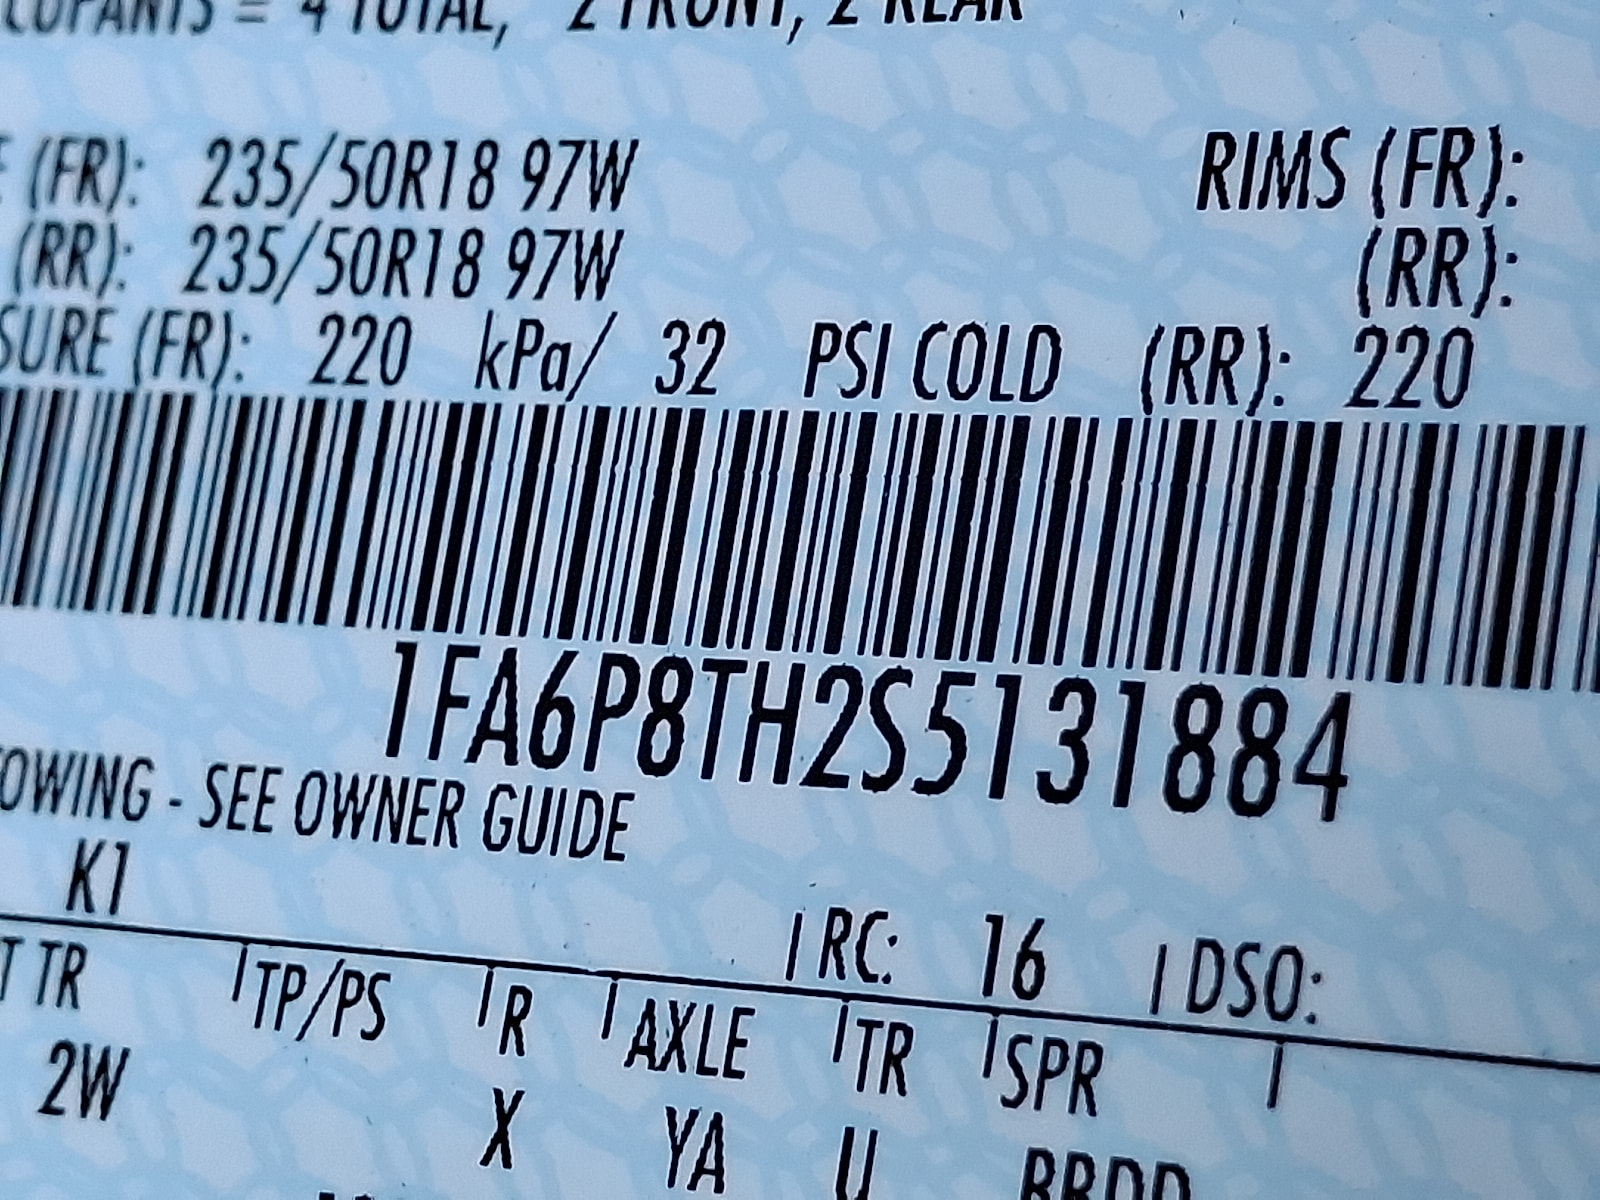 = 4 TOTAL, 2 FRONT, 2 REAR
(FR): 235/50R18 97W RIMS (FR):
(RR): 235/50R18 97W (RR):
SURE (FR): 220 kPa/ 32 PSI COLD (RR): 220
1FA6P8TH2S5131884
OWING - SEE OWNER GUIDE
K1 | RC: 16 | DSO:
T TR | TP/PS | R | AXLE | TR | SPR |
2W X YA U